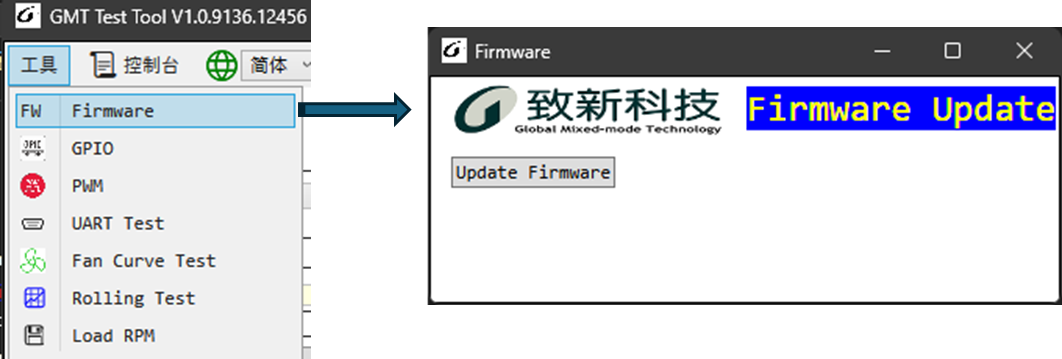 GMT Test Tool V1.0.9136.12456
工具 控制台 简体
FW Firmware
GPIO GPIO
PWM
UART Test
Fan Curve Test
Rolling Test
Load RPM
Firmware
致新科技
Global Mixed-mode Technology
Firmware Update
Update Firmware